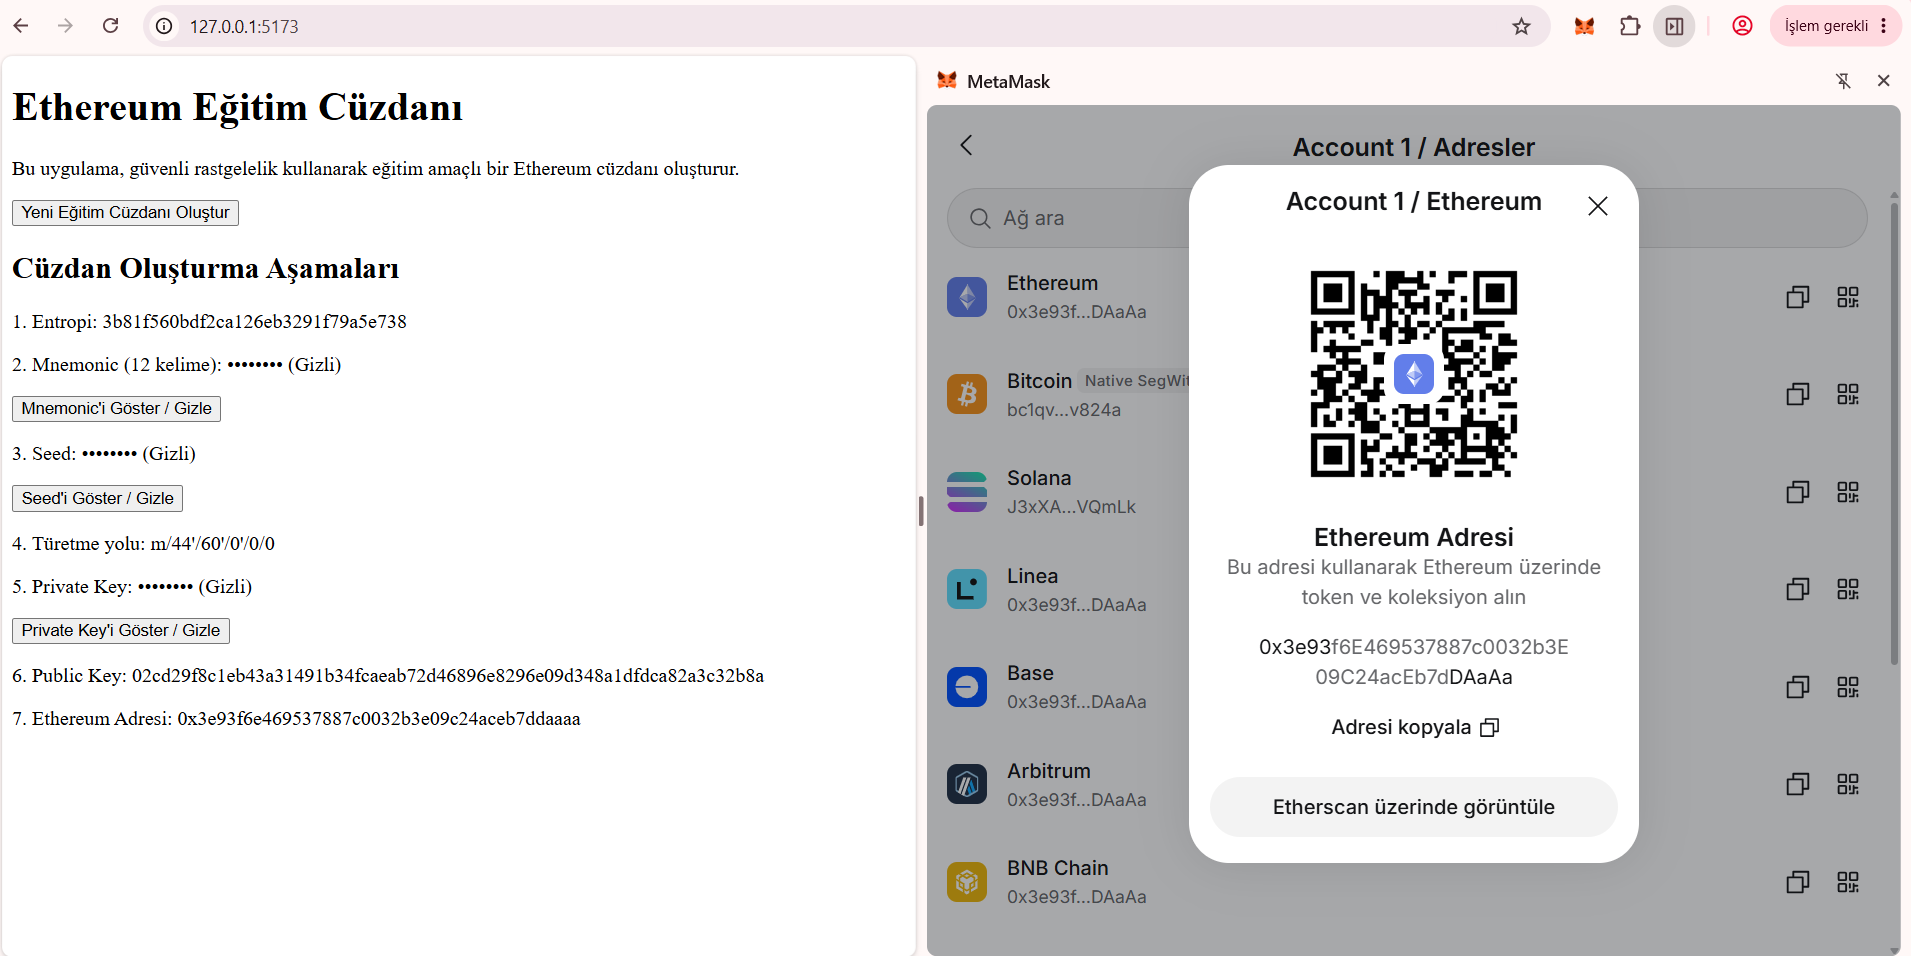 127.0.0.1:5173
İşlem gerekli
Ethereum Eğitim Cüzdanı
Bu uygulama, güvenli rastgelelik kullanarak eğitim amaçlı bir Ethereum cüzdanı oluşturur.
Yeni Eğitim Cüzdanı Oluştur
Cüzdan Oluşturma Aşamaları
1. Entropi: 3b81f560bdf2ca126eb3291f79a5e738
2. Mnemonic (12 kelime): •••••••• (Gizli)
Mnemonic'i Göster / Gizle
3. Seed: •••••••• (Gizli)
Seed'i Göster / Gizle
4. Türetme yolu: m/44'/60'/0'/0/0
5. Private Key: •••••••• (Gizli)
Private Key'i Göster / Gizle
6. Public Key: 02cd29f8c1eb43a31491b34fcaeab72d46896e8296e09d348a1dfdca82a3c32b8a
7. Ethereum Adresi: 0x3e93f6e469537887c0032b3e09c24aceb7ddaaaa
MetaMask
Account 1 / Adresler
Ağ ara
Ethereum
0x3e93f...DAaAa
Bitcoin Native SegWit
bc1qv...v824a
Solana
J3xXA...VQmLk
Linea
0x3e93f...DAaAa
Base
0x3e93f...DAaAa
Arbitrum
0x3e93f...DAaAa
BNB Chain
0x3e93f...DAaAa
Account 1 / Ethereum
Ethereum Adresi
Bu adresi kullanarak Ethereum üzerinde
token ve koleksiyon alın
0x3e93f6E469537887c0032b3E
09C24acEb7dDAaAa
Adresi kopyala
Etherscan üzerinde görüntüle